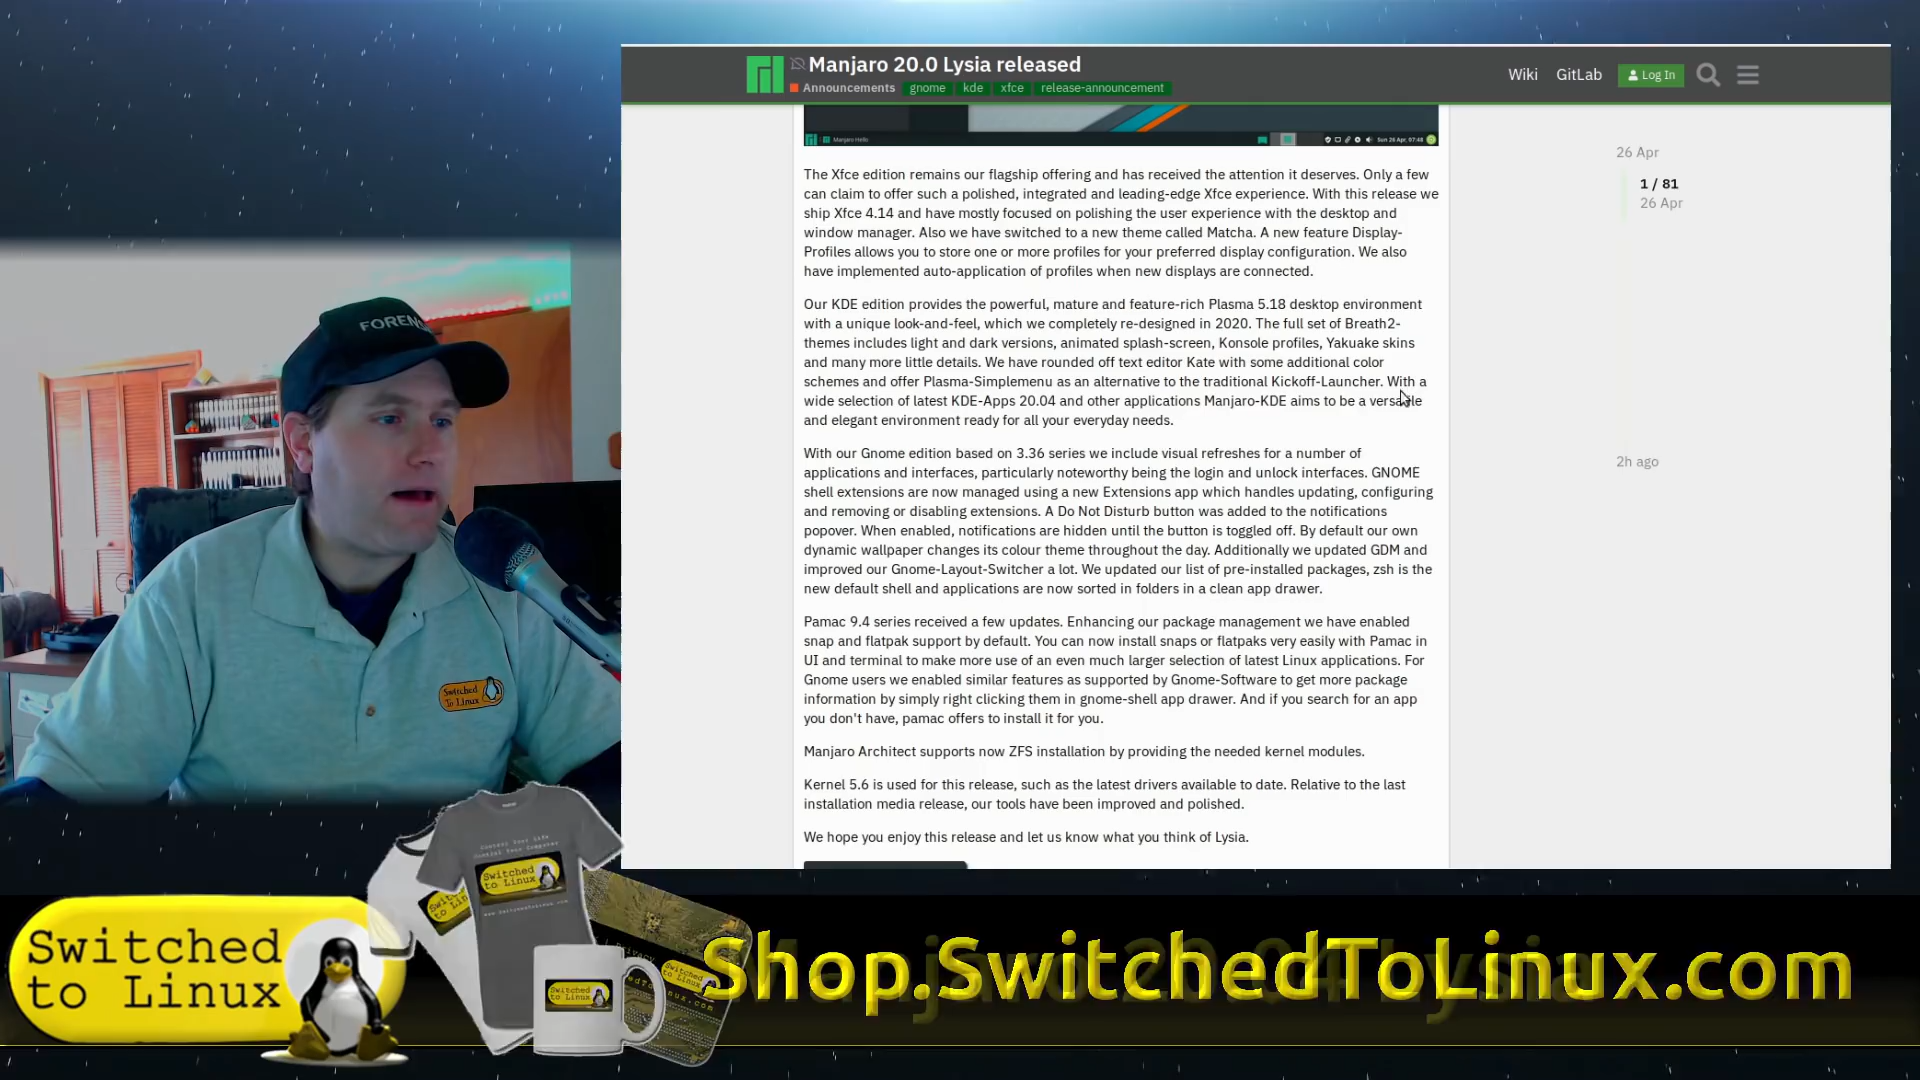 Manjaro 20.0 Lysia released
Announcements gnome kde xfce release-announcement
Wiki GitLab Log In
Manjaro Hello
Sun 26 Apr, 07:48
The Xfce edition remains our flagship offering and has received the attention it deserves. Only a few
can claim to offer such a polished, integrated and leading-edge Xfce experience. With this release we
ship Xfce 4.14 and have mostly focused on polishing the user experience with the desktop and
window manager. Also we have switched to a new theme called Matcha. A new feature Display-
Profiles allows you to store one or more profiles for your preferred display configuration. We also
have implemented auto-application of profiles when new displays are connected.
Our KDE edition provides the powerful, mature and feature-rich Plasma 5.18 desktop environment
with a unique look-and-feel, which we completely re-designed in 2020. The full set of Breath2-
themes includes light and dark versions, animated splash-screen, Konsole profiles, Yakuake skins
and many more little details. We have rounded off text editor Kate with some additional color
schemes and offer Plasma-Simplemenu as an alternative to the traditional Kickoff-Launcher. With a
wide selection of latest KDE-Apps 20.04 and other applications Manjaro-KDE aims to be a versatile
and elegant environment ready for all your everyday needs.
With our Gnome edition based on 3.36 series we include visual refreshes for a number of
applications and interfaces, particularly noteworthy being the login and unlock interfaces. GNOME
shell extensions are now managed using a new Extensions app which handles updating, configuring
and removing or disabling extensions. A Do Not Disturb button was added to the notifications
popover. When enabled, notifications are hidden until the button is toggled off. By default our own
dynamic wallpaper changes its colour theme throughout the day. Additionally we updated GDM and
improved our Gnome-Layout-Switcher a lot. We updated our list of pre-installed packages, zsh is the
new default shell and applications are now sorted in folders in a clean app drawer.
Pamac 9.4 series received a few updates. Enhancing our package management we have enabled
snap and flatpak support by default. You can now install snaps or flatpaks very easily with Pamac in
UI and terminal to make more use of an even much larger selection of latest Linux applications. For
Gnome users we enabled similar features as supported by Gnome-Software to get more package
information by simply right clicking them in gnome-shell app drawer. And if you search for an app
you don't have, pamac offers to install it for you.
Manjaro Architect supports now ZFS installation by providing the needed kernel modules.
Kernel 5.6 is used for this release, such as the latest drivers available to date. Relative to the last
installation media release, our tools have been improved and polished.
We hope you enjoy this release and let us know what you think of Lysia.
26 Apr
1 / 81
26 Apr
2h ago
Switched
To Linux
Switched
to Linux
Switched
to Linux
Shop.SwitchedToLinux.com